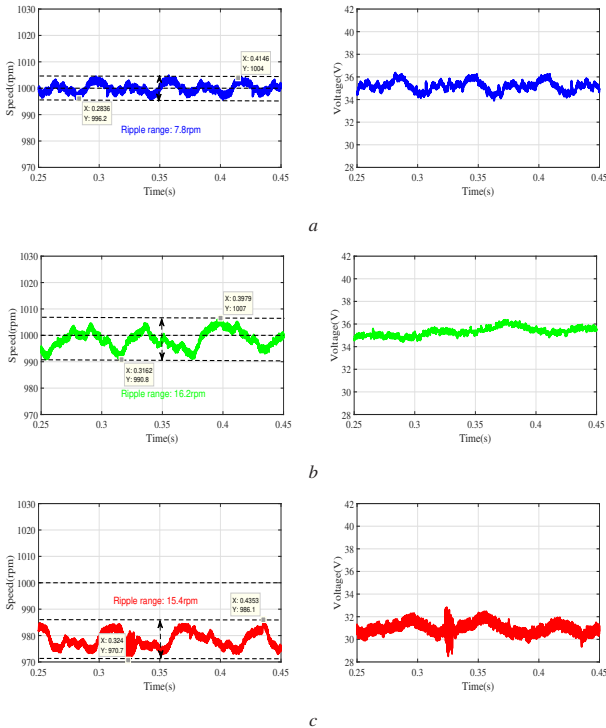 1030
1020
1010
1000
990
980
970
Speed(rpm)
0.25
0.3
0.35
0.4
0.45
Time(s)
X: 0.2836
Y: 996.2
X: 0.4146
Y: 1004
Ripple range: 7.8rpm
42
40
38
36
34
32
30
28
Voltage(V)
0.25
0.3
0.35
0.4
0.45
Time(s)
a
1030
1020
1010
1000
990
980
970
Speed(rpm)
0.25
0.3
0.35
0.4
0.45
Time(s)
X: 0.3979
Y: 1007
X: 0.3162
Y: 990.8
Ripple range: 16.2rpm
42
40
38
36
34
32
30
28
Voltage(V)
0.25
0.3
0.35
0.4
0.45
Time(s)
b
1030
1020
1010
1000
990
980
970
Speed(rpm)
0.25
0.3
0.35
0.4
0.45
Time(s)
Ripple range: 15.4rpm
X: 0.4353
Y: 986.1
X: 0.324
Y: 970.7
42
40
38
36
34
32
30
28
Voltage(V)
0.25
0.3
0.35
0.4
0.45
Time(s)
c